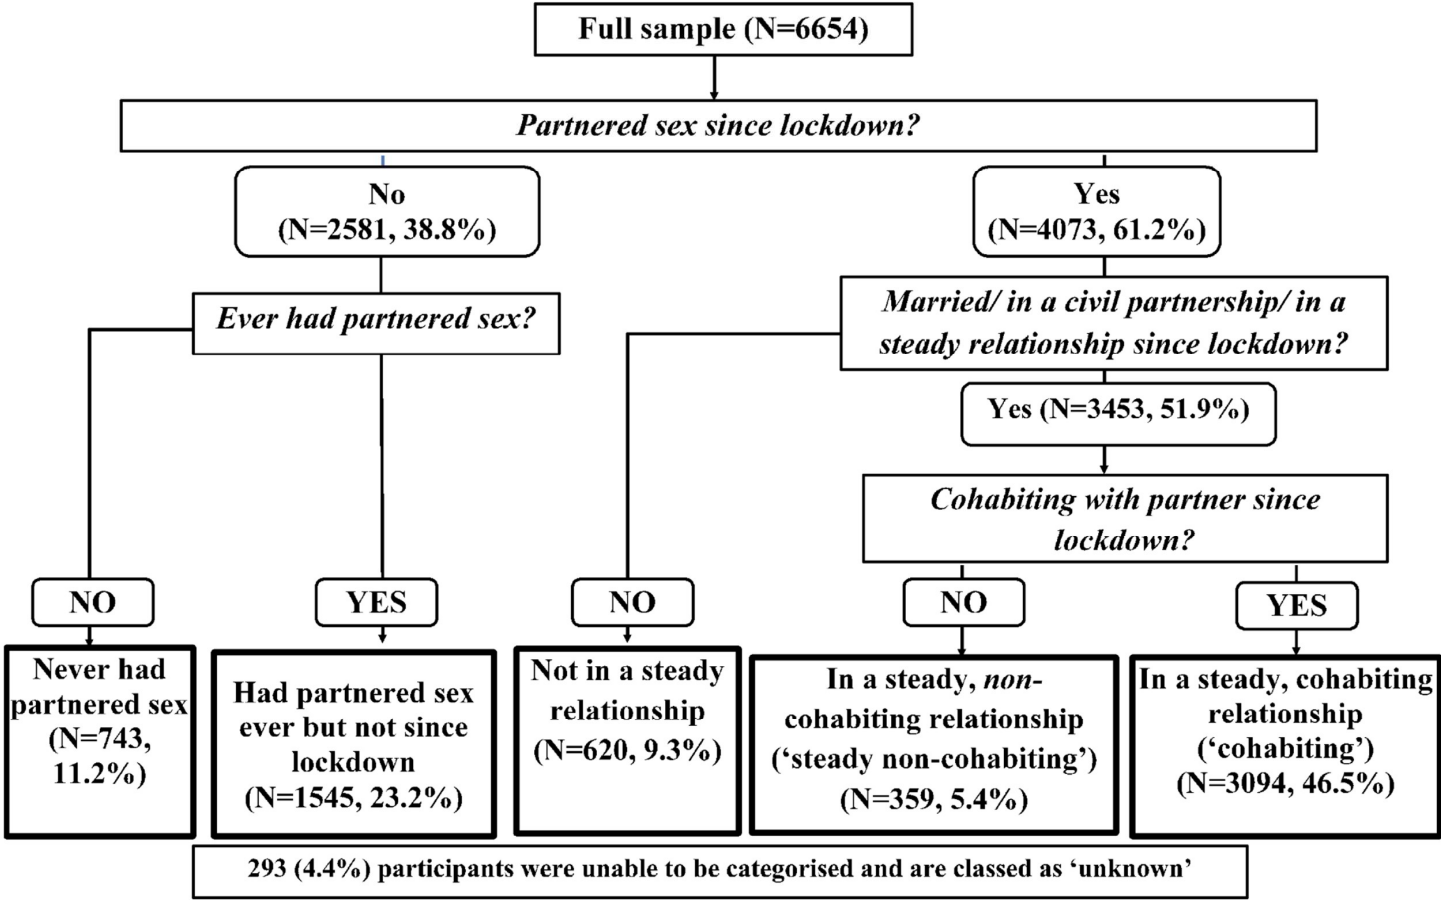 Full sample (N=6654)
Partnered sex since lockdown?
No
(N=2581, 38.8%)
Yes
(N=4073, 61.2%)
Ever had partnered sex?
Married/ in a civil partnership/ in a
steady relationship since lockdown?
Yes (N=3453, 51.9%)
Cohabiting with partner since
lockdown?
NO
YES
NO
NO
YES
Never had
partnered sex
(N=743,
11.2%)
Had partnered sex
ever but not since
lockdown
(N=1545, 23.2%)
Not in a steady
relationship
(N=620, 9.3%)
In a steady, non-
cohabiting relationship
(‘steady non-cohabiting’)
(N=359, 5.4%)
In a steady, cohabiting
relationship
(‘cohabiting’)
(N=3094, 46.5%)
293 (4.4%) participants were unable to be categorised and are classed as ‘unknown’